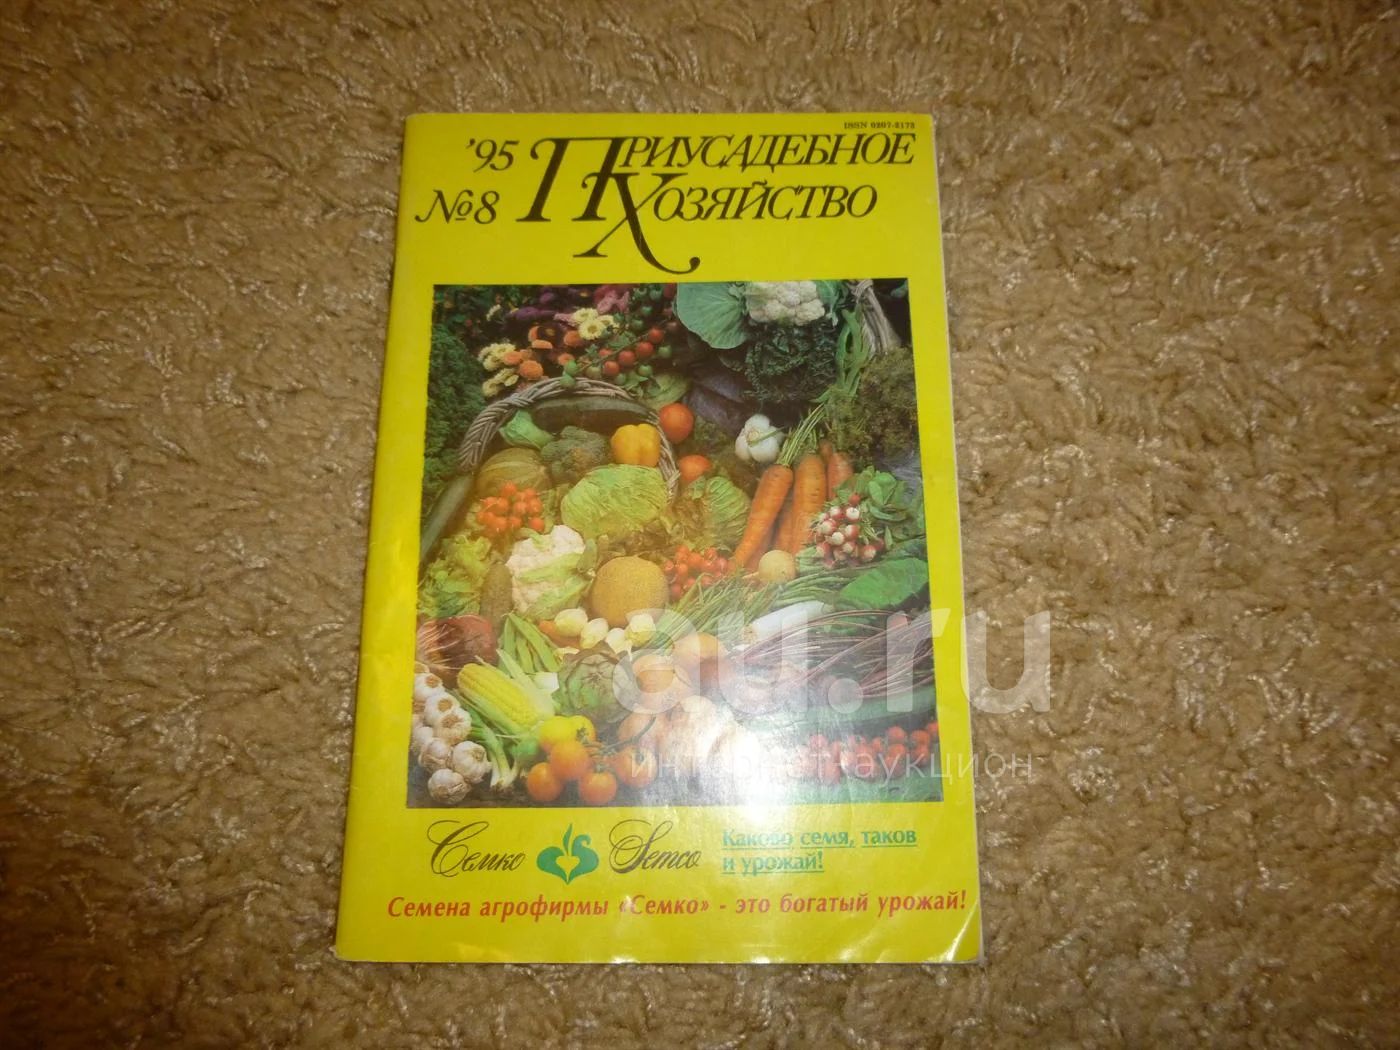 ISSN 0207-2173
'95 ПРИУСАДЕБНОЕ
№8 ХОЗЯЙСТВО
au.ru
интернет-аукцион
Семко Semco
Каково семя, таков
и урожай!
Семена агрофирмы «Семко» - это богатый урожай!